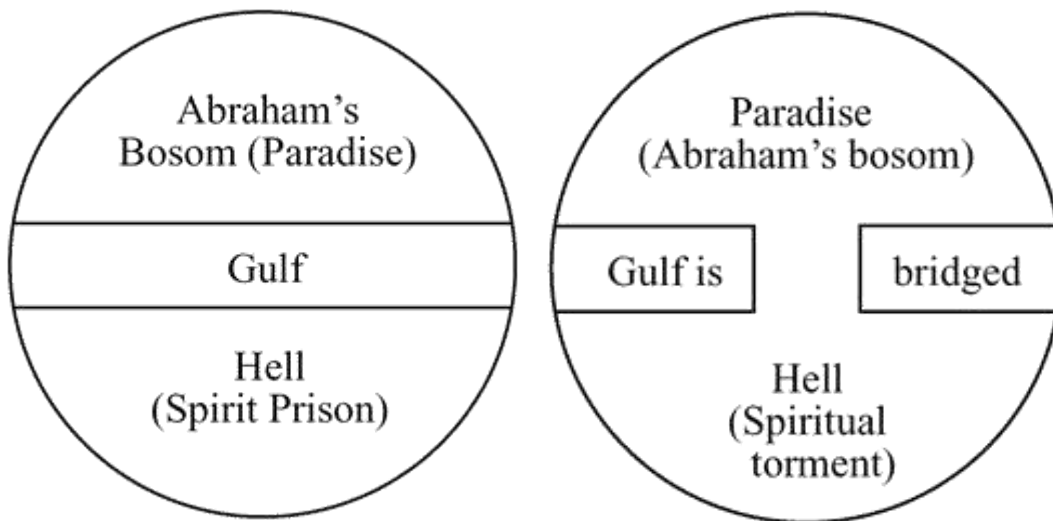 Abraham's
Bosom (Paradise)
Gulf
Hell
(Spirit Prison)
Paradise
(Abraham's bosom)
Gulf is
bridged
Hell
(Spiritual
torment)